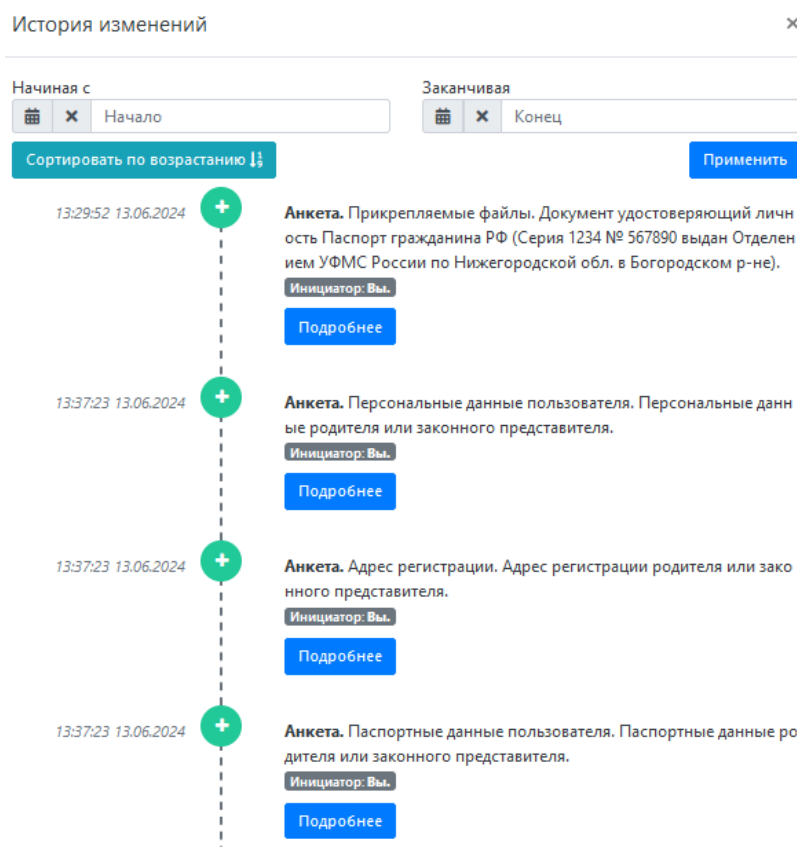 История изменений
×
Начиная с
Заканчивая
Начало
Конец
Сортировать по возрастанию
Применить
13:29:52 13.06.2024
Анкета. Прикрепляемые файлы. Документ удостоверяющий личн
ость Паспорт гражданина РФ (Серия 1234 № 567890 выдан Отделен
ием УФМС России по Нижегородской обл. в Богородском р-не).
Инициатор: Вы.
Подробнее
13:37:23 13.06.2024
Анкета. Персональные данные пользователя. Персональные данн
ые родителя или законного представителя.
Инициатор: Вы.
Подробнее
13:37:23 13.06.2024
Анкета. Адрес регистрации. Адрес регистрации родителя или зако
нного представителя.
Инициатор: Вы.
Подробнее
13:37:23 13.06.2024
Анкета. Паспортные данные пользователя. Паспортные данные ро
дителя или законного представителя.
Инициатор: Вы.
Подробнее